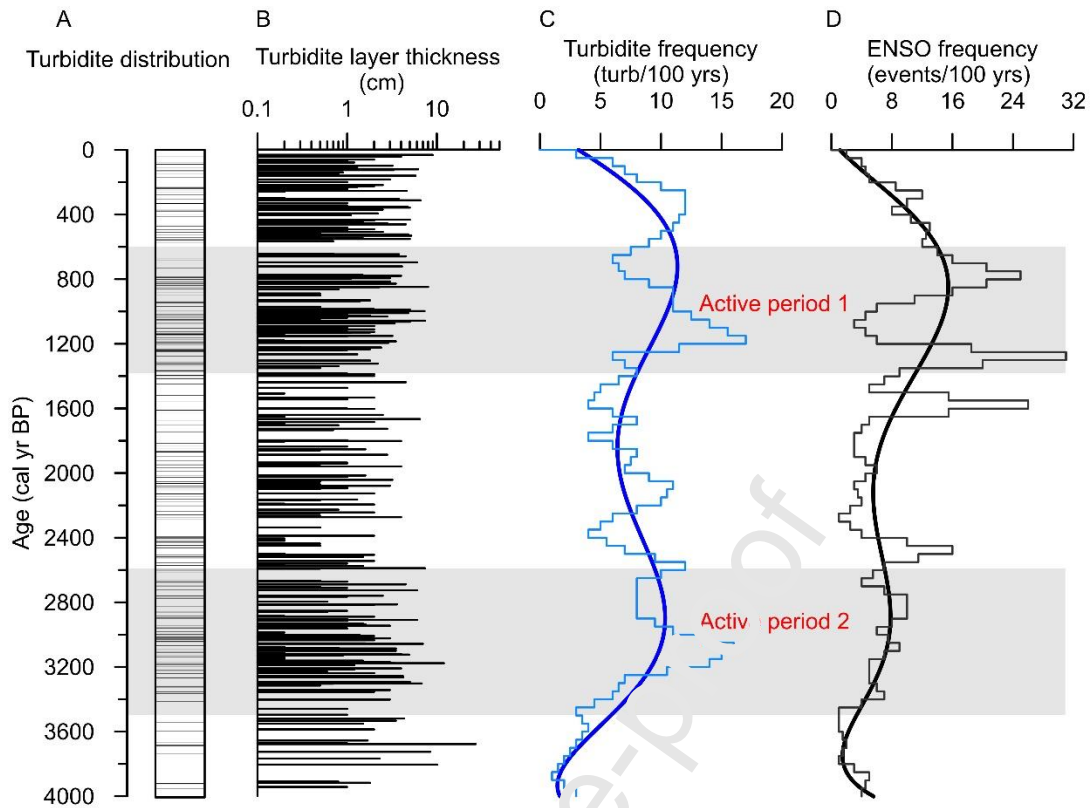 A B C D
Turbidite distribution
Turbidite layer thickness
(cm)
Turbidite frequency
(turb/100 yrs)
ENSO frequency
(events/100 yrs)
0.1 1 10
0 5 10 15 20
0 8 16 24 32
Age (cal yr BP)
0
400
800
1200
1600
2000
2400
2800
3200
3600
4000
Active period 1
Active period 2
e-proof